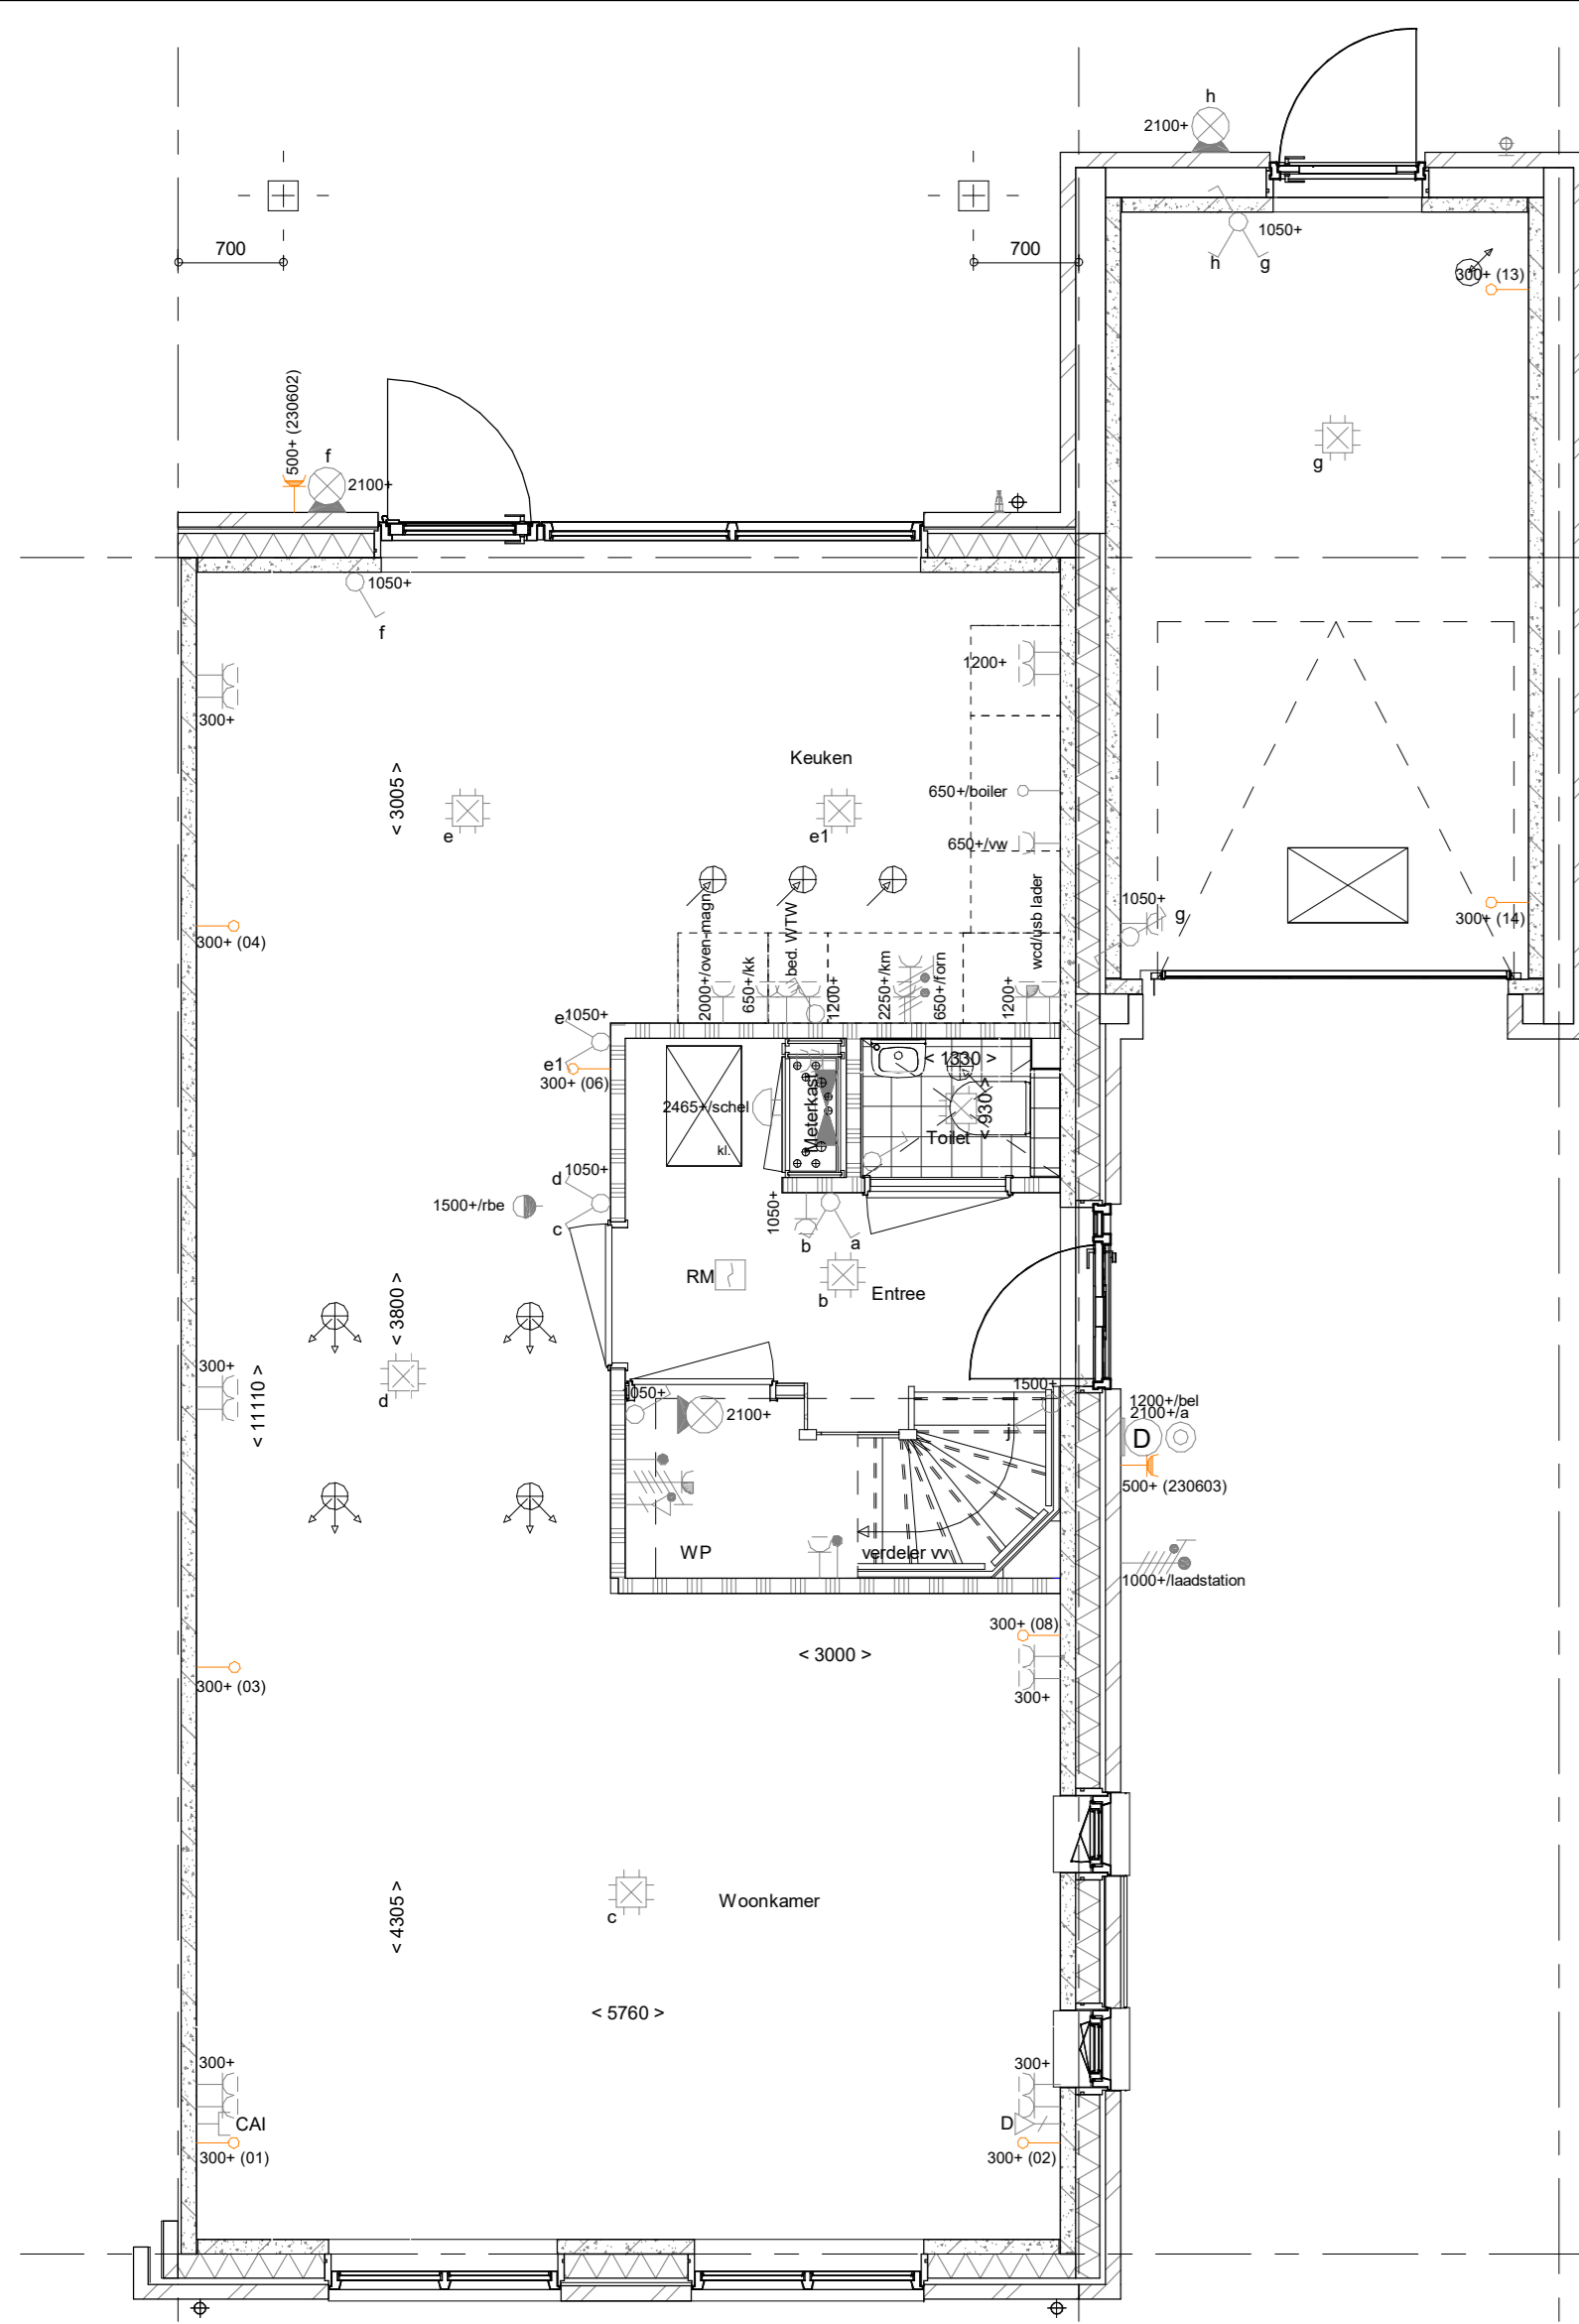 h
2100+
1050+
h
g
300+ (13)
700
700
500+ (230602)
f
2100+
g
1050+
f
1200+
300+
Keuken
< 3005 >
e
e1
650+/boiler
650+/vw
wcd/usb lader
1050+
g
300+ (14)
300+ (04)
2000+/oven-magn
650+/kk
bed. WTW
1200+
2250+/km
650+/forn
1200+
e
1050+
e1
300+ (06)
< 1330 >
2465+/schel
Meterkast
< 930 >
Toilet
kl.
d
1050+
1500+/rbe
c
1050+
b
a
RM
b
Entree
< 3800 >
300+
d
< 11110 >
1050+
2100+
1500+
j
1200+/bel
2100+/a
D
500+ (230603)
WP
verdeler vv
1000+/laadstation
300+ (08)
< 3000 >
300+ (03)
300+
c
Woonkamer
< 4305 >
< 5760 >
300+
CAI
300+ (01)
300+
D
300+ (02)